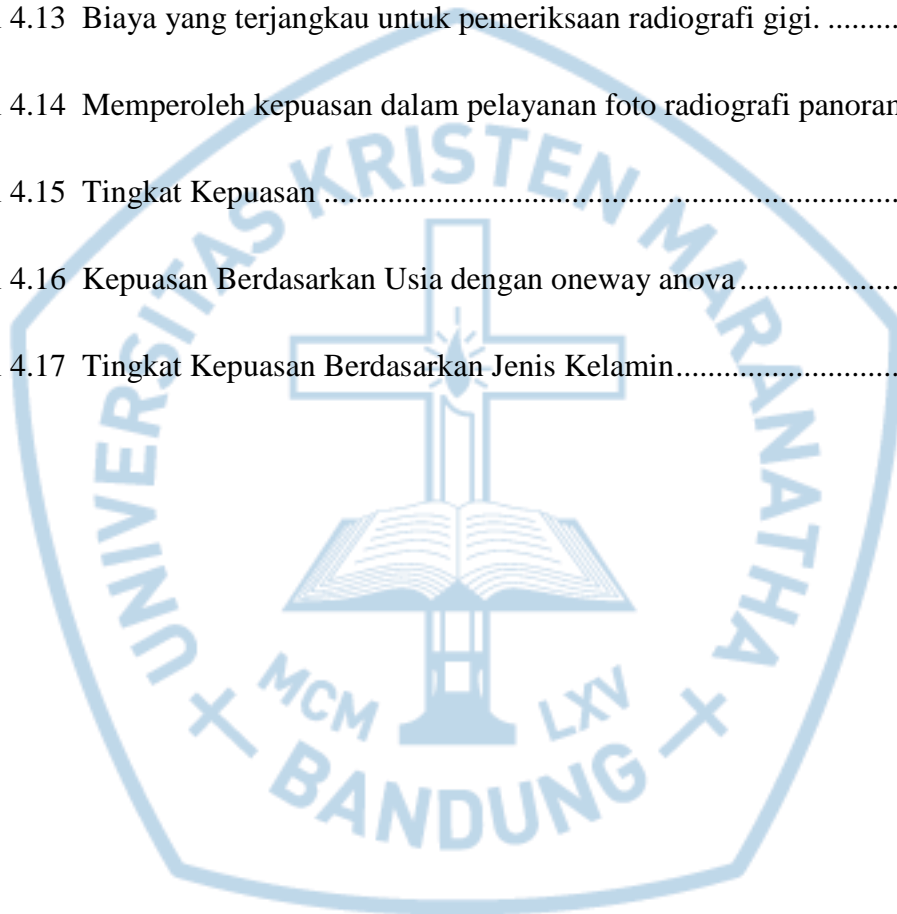 4.13 Biaya yang terjangkau untuk pemeriksaan radiografi gigi. .........
4.14 Memperoleh kepuasan dalam pelayanan foto radiografi
4.15 Tingkat Kepuasan ........................................................................
4.16 Kepuasan Berdasarkan Usia dengan oneway anova....................
4.17 Tingkat Kepuasan Berdasarkan Jenis Kelamin............................
UNIVERSITAS KRISTEN MARANATHA
MCM LXV
BANDUNG